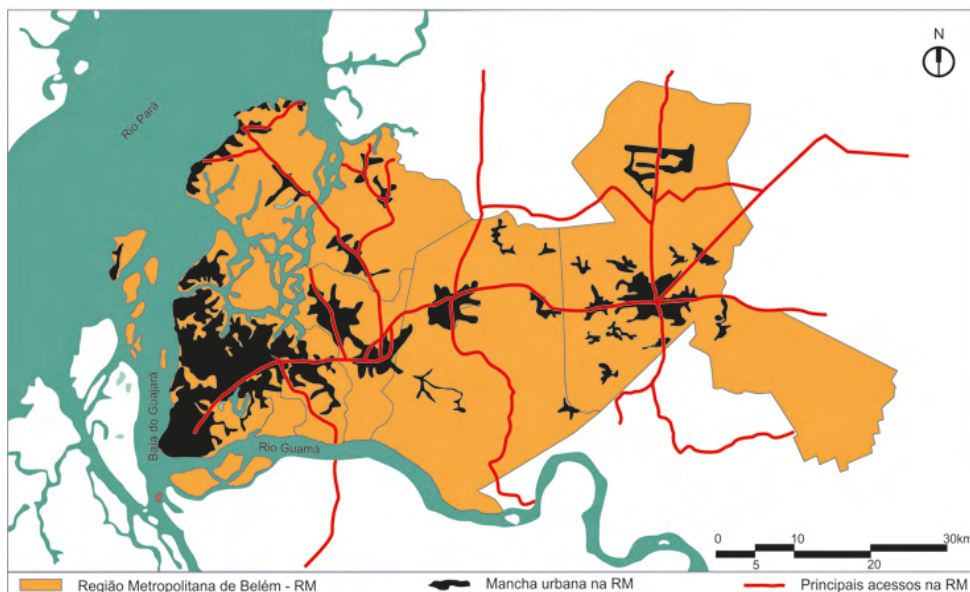 N
Rio Pará
Baia do Guajará
Rio Guamá
0 10 30km
5 20
Região Metropolitana de Belém - RM
Mancha urbana na RM
Principais acessos na RM